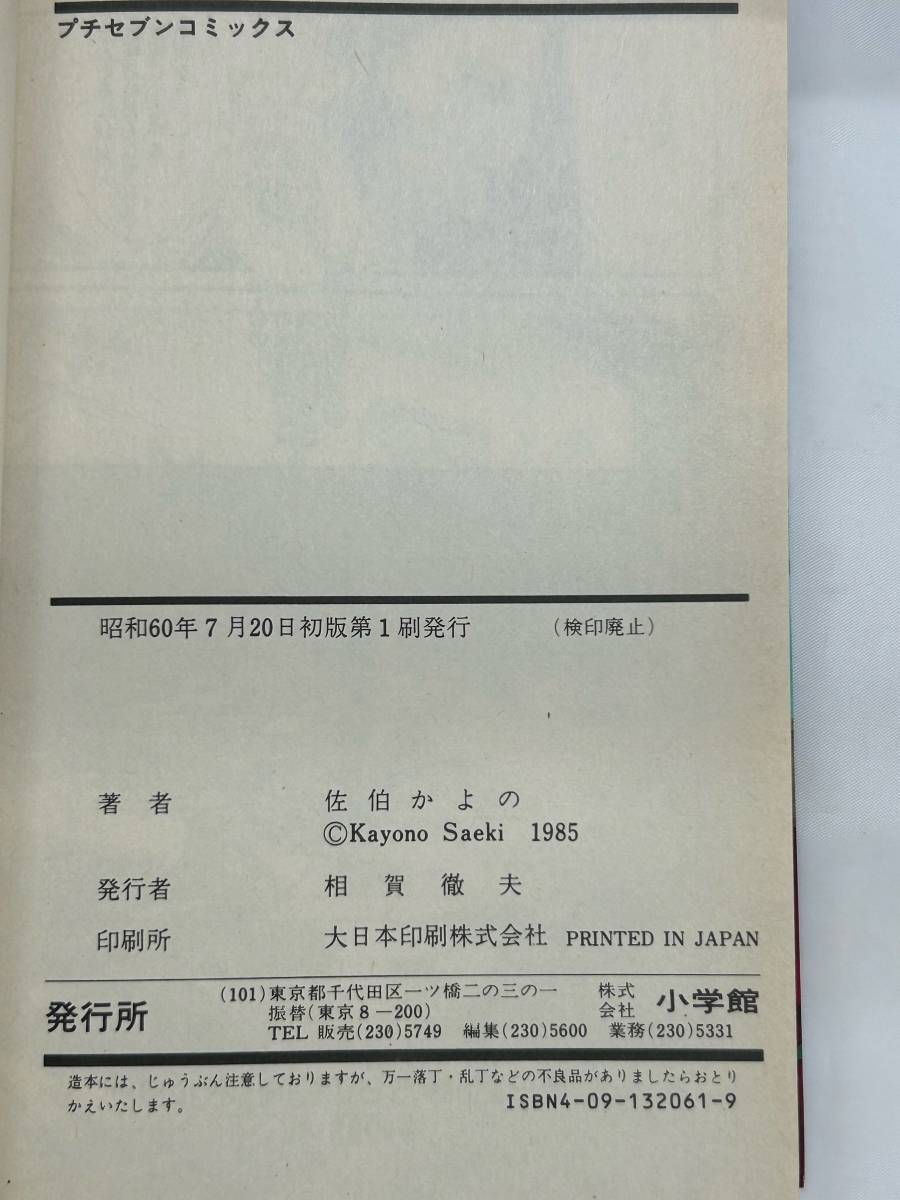 プチセブンコミックス
昭和60年7月20日初版第1刷発行 (検印廃止)
著者 佐伯かよの
©Kayono Saeki 1985
発行者 相賀徹夫
印刷所 大日本印刷株式会社 PRINTED IN JAPAN
発行所 (101)東京都千代田区一ツ橋二の三の一 株式会社 小学館
振替(東京8-200)
TEL 販売(230)5749 編集(230)5600 業務(230)5331
造本には、じゅうぶん注意しておりますが、万一落丁・乱丁などの不良品がありましたらおとり
かえいたします。 ISBN4-09-132061-9